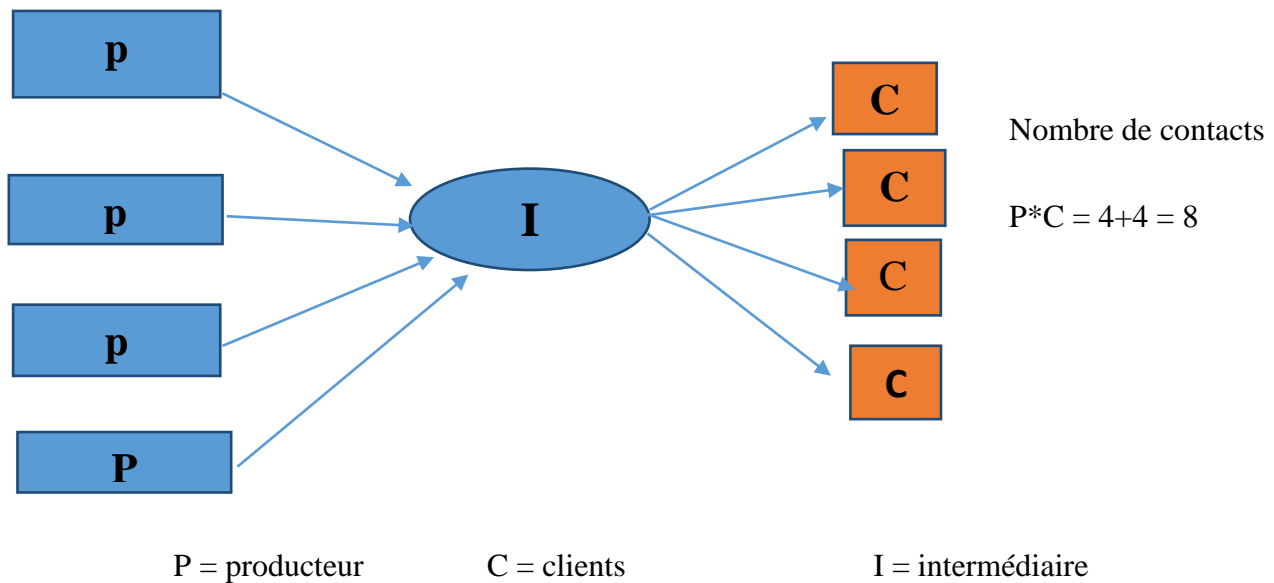 p
p
p
P
I
C
C
C
C
Nombre de contacts
P*C = 4+4 = 8
P = producteur C = clients I = intermédiaire